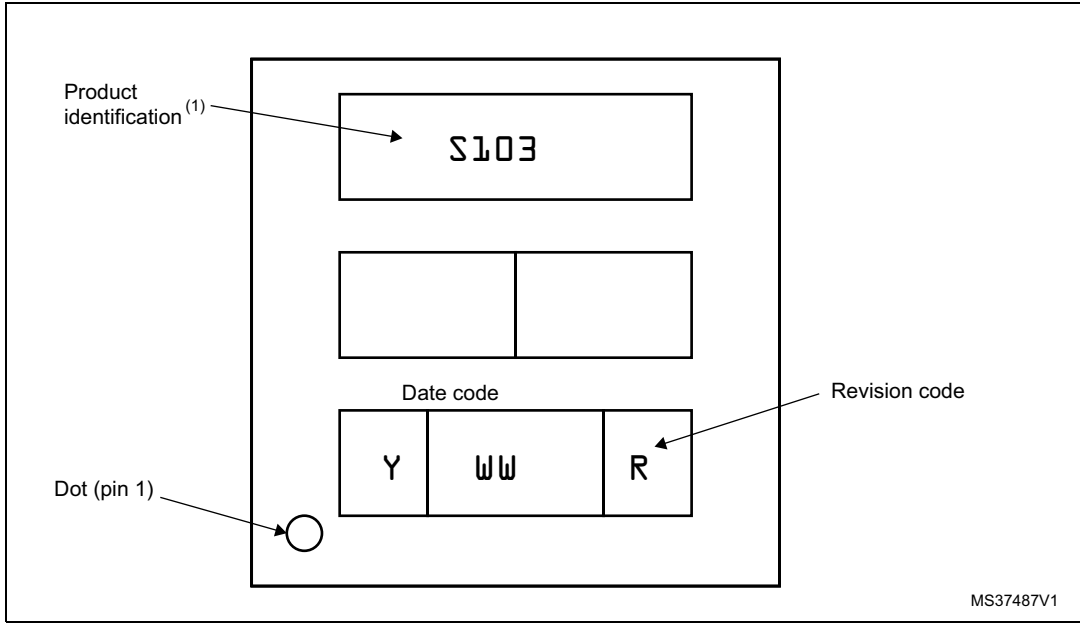 Product
identification (1)
S103
Date code
Revision code
Y WW R
Dot (pin 1)
MS37487V1